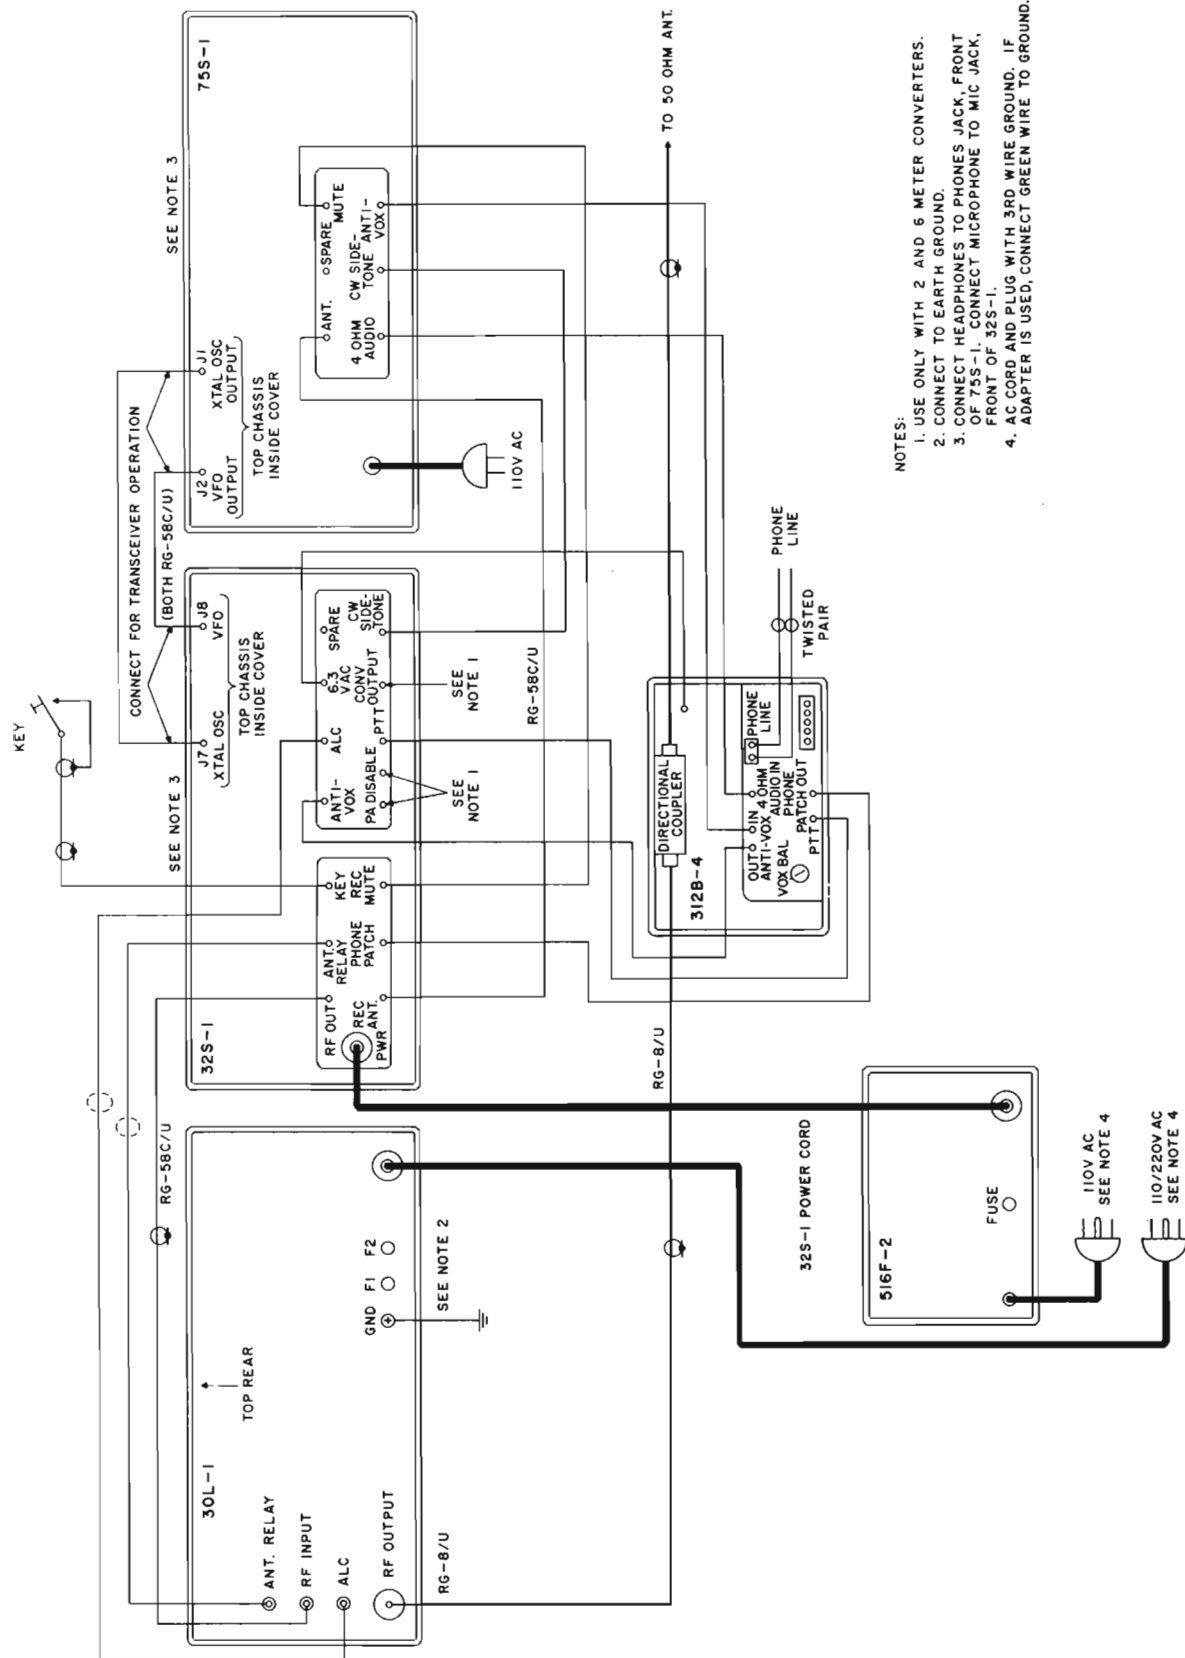 KEY
CONNECT FOR TRANSCEIVER OPERATION
(BOTH RG-58C/U)
30L-1
TOP REAR
ANT. RELAY
RF INPUT
ALC
RF OUTPUT
GND
F1
F2
SEE NOTE 2
RG-8/U
RG-58C/U
SEE NOTE 3
32S-1
J7
XTAL OSC
J8
VFO
TOP CHASSIS
INSIDE COVER
RF OUT
ANT.
RELAY
KEY
REC
ANT.
PHONE
PATCH
REC
MUTE
PWR
ANTI-
VOX
ALC
6.3
VAC
SPARE
PA DISABLE
PTT
CONV
OUTPUT
CW
SIDE-
TONE
SEE
NOTE 1
SEE
NOTE 1
RG-58C/U
SEE NOTE 3
75S-1
J2
VFO
OUTPUT
J1
XTAL OSC
OUTPUT
TOP CHASSIS
INSIDE COVER
ANT.
SPARE
MUTE
4 OHM
AUDIO
CW SIDE-
TONE
ANTI-
VOX
110V AC
RG-8/U
DIRECTIONAL
COUPLER
TO 50 OHM ANT.
312B-4
OUT
IN
ANTI-VOX
4 OHM
AUDIO IN
PHONE
LINE
VOX BAL
PHONE
PATCH OUT
PTT
TWISTED
PAIR
PHONE
LINE
32S-1 POWER CORD
516F-2
FUSE
110V AC
SEE NOTE 4
110/220V AC
SEE NOTE 4
NOTES:
1. USE ONLY WITH 2 AND 6 METER CONVERTERS.
2. CONNECT TO EARTH GROUND.
3. CONNECT HEADPHONES TO PHONES JACK, FRONT
OF 75S-1. CONNECT MICROPHONE TO MIC JACK,
FRONT OF 32S-1.
4. AC CORD AND PLUG WITH 3RD WIRE GROUND. IF
ADAPTER IS USED, CONNECT GREEN WIRE TO GROUND.